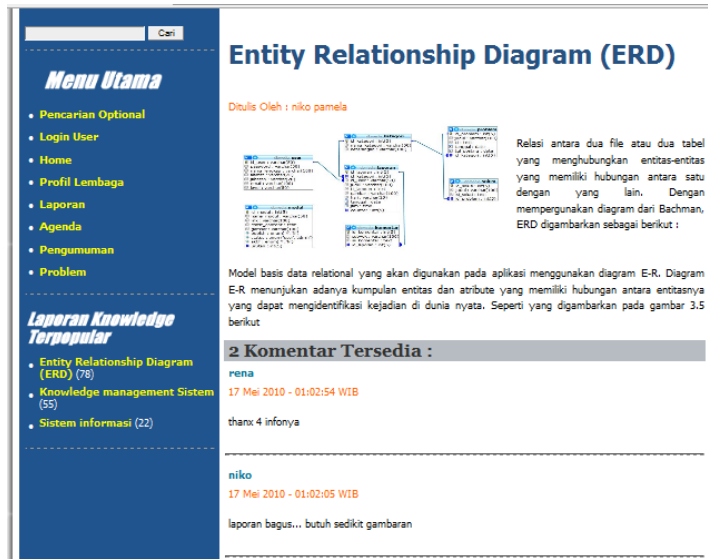 Cari
Menu Utama
Pencarian Optional
Login User
Home
Profil Lembaga
Laporan
Agenda
Pengumuman
Problem
Laporan Knowledge
Terpopular
Entity Relationship Diagram
(ERD) (78)
Knowledge management Sistem
(55)
Sistem informasi (22)
Entity Relationship Diagram (ERD)
Ditulis Oleh : niko pamela
Relasi antara dua file atau dua tabel
yang menghubungkan entitas-entitas
yang memiliki hubungan antara satu
dengan yang lain. Dengan
mempergunakan diagram dari Bachman,
ERD digambarkan sebagai berikut :
Model basis data relational yang akan digunakan pada aplikasi menggunakan diagram E-R. Diagram
E-R menunjukan adanya kumpulan entitas dan atribute yang memiliki hubungan antara entitasnya
yang dapat mengidentifikasi kejadian di dunia nyata. Seperti yang digambarkan pada gambar 3.5
berikut
2 Komentar Tersedia :
rena
17 Mei 2010 - 01:02:54 WIB
thanx 4 infonya
niko
17 Mei 2010 - 01:02:05 WIB
laporan bagus... butuh sedikit gambaran